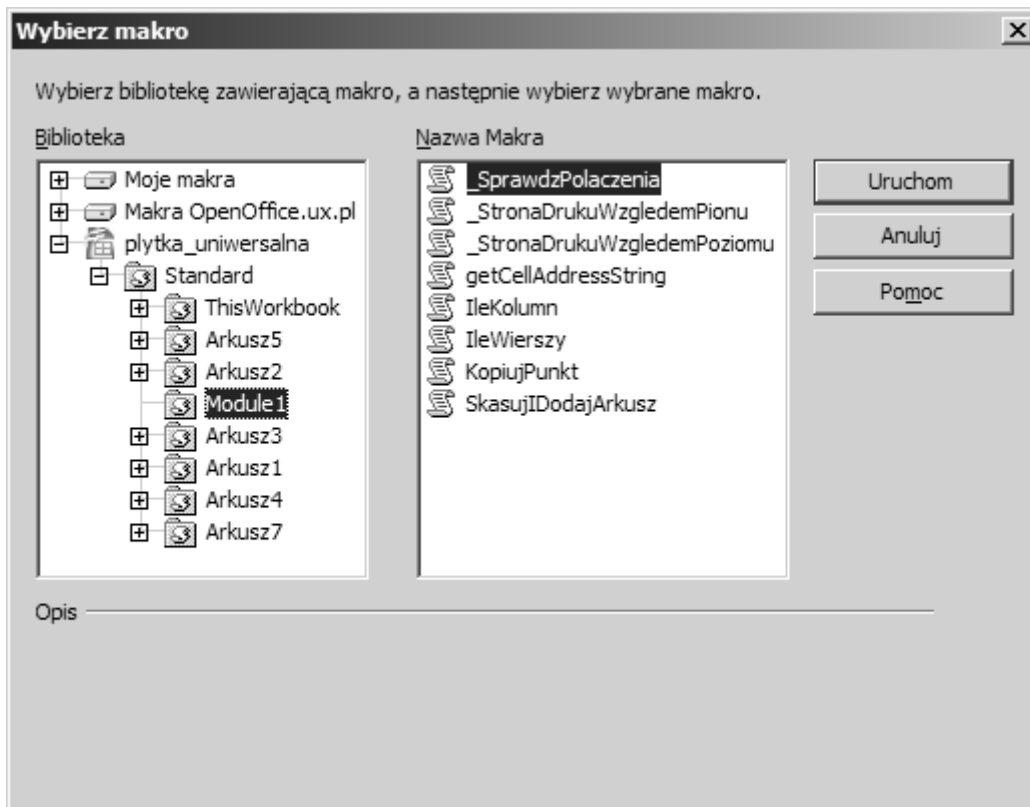 Wybierz makro
Wybierz bibliotekę zawierającą makro, a następnie wybierz wybrane makro.
Biblioteka
Moje makra
Makra OpenOffice.ux.pl
plytka_uniwersalna
Standard
ThisWorkbook
Arkusz5
Arkusz2
Module1
Arkusz3
Arkusz1
Arkusz4
Arkusz7
Nazwa Makra
_SprawdzPolaczenia
_StronaDrukuWzgledemPionu
_StronaDrukuWzgledemPoziomu
getCellAddressString
IleKolumn
IleWierszy
KopiujPunkt
SkasujIDodajArkusz
Uruchom
Anuluj
Pomoc
Opis